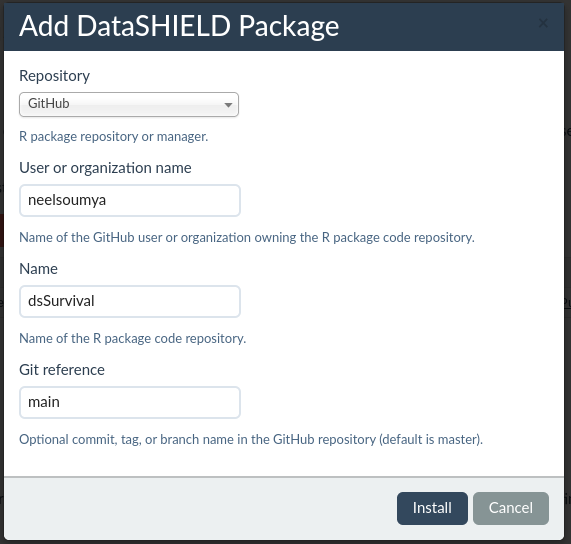 Add DataSHIELD Package
×
Repository
GitHub
R package repository or manager.
User or organization name
neelsoumya
Name of the GitHub user or organization owning the R package code repository.
Name
dsSurvival
Name of the R package code repository.
Git reference
main
Optional commit, tag, or branch name in the GitHub repository (default is master).
Install
Cancel